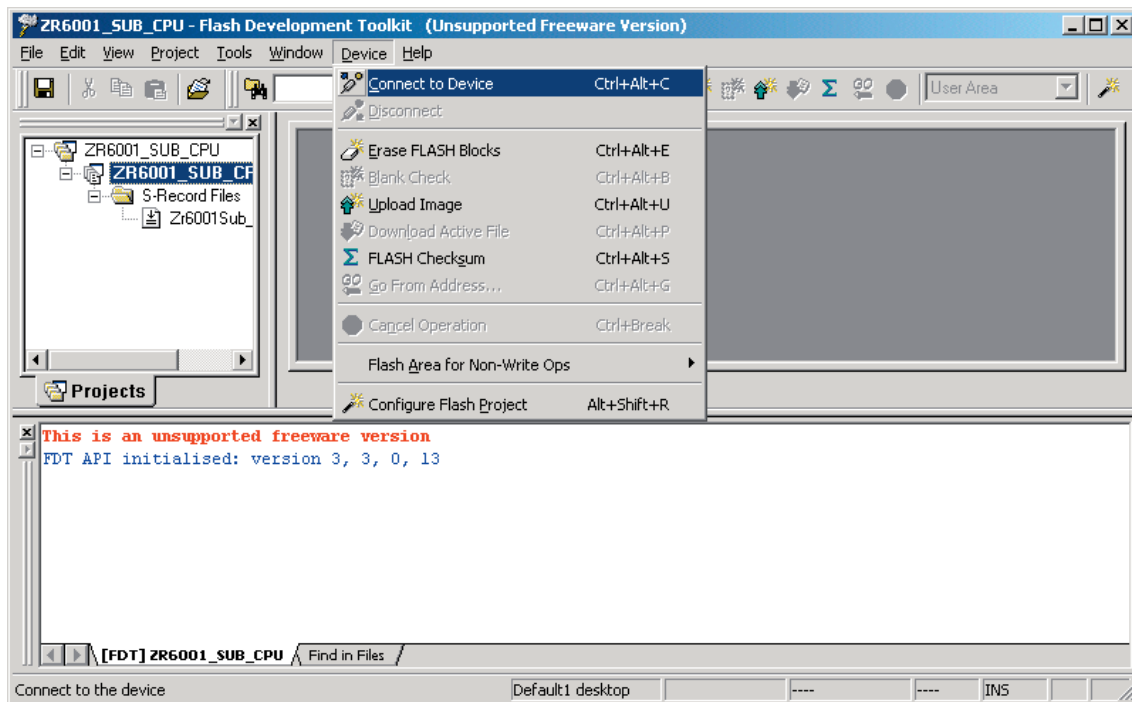 ZR6001_SUB_CPU - Flash Development Toolkit (Unsupported Freeware Version)
File Edit View Project Tools Window Device Help
User Area
Connect to Device Ctrl+Alt+C
Disconnect
Erase FLASH Blocks Ctrl+Alt+E
Blank Check Ctrl+Alt+B
Upload Image Ctrl+Alt+U
Download Active File Ctrl+Alt+P
FLASH Checksum Ctrl+Alt+S
Go From Address... Ctrl+Alt+G
Cancel Operation Ctrl+Break
Flash Area for Non-Write Ops
Configure Flash Project Alt+Shift+R
ZR6001_SUB_CPU
ZR6001_SUB_CP
S-Record Files
Zr6001Sub_
Projects
This is an unsupported freeware version
FDT API initialised: version 3, 3, 0, 13
[FDT] ZR6001_SUB_CPU Find in Files
Connect to the device Default1 desktop ---- ---- INS